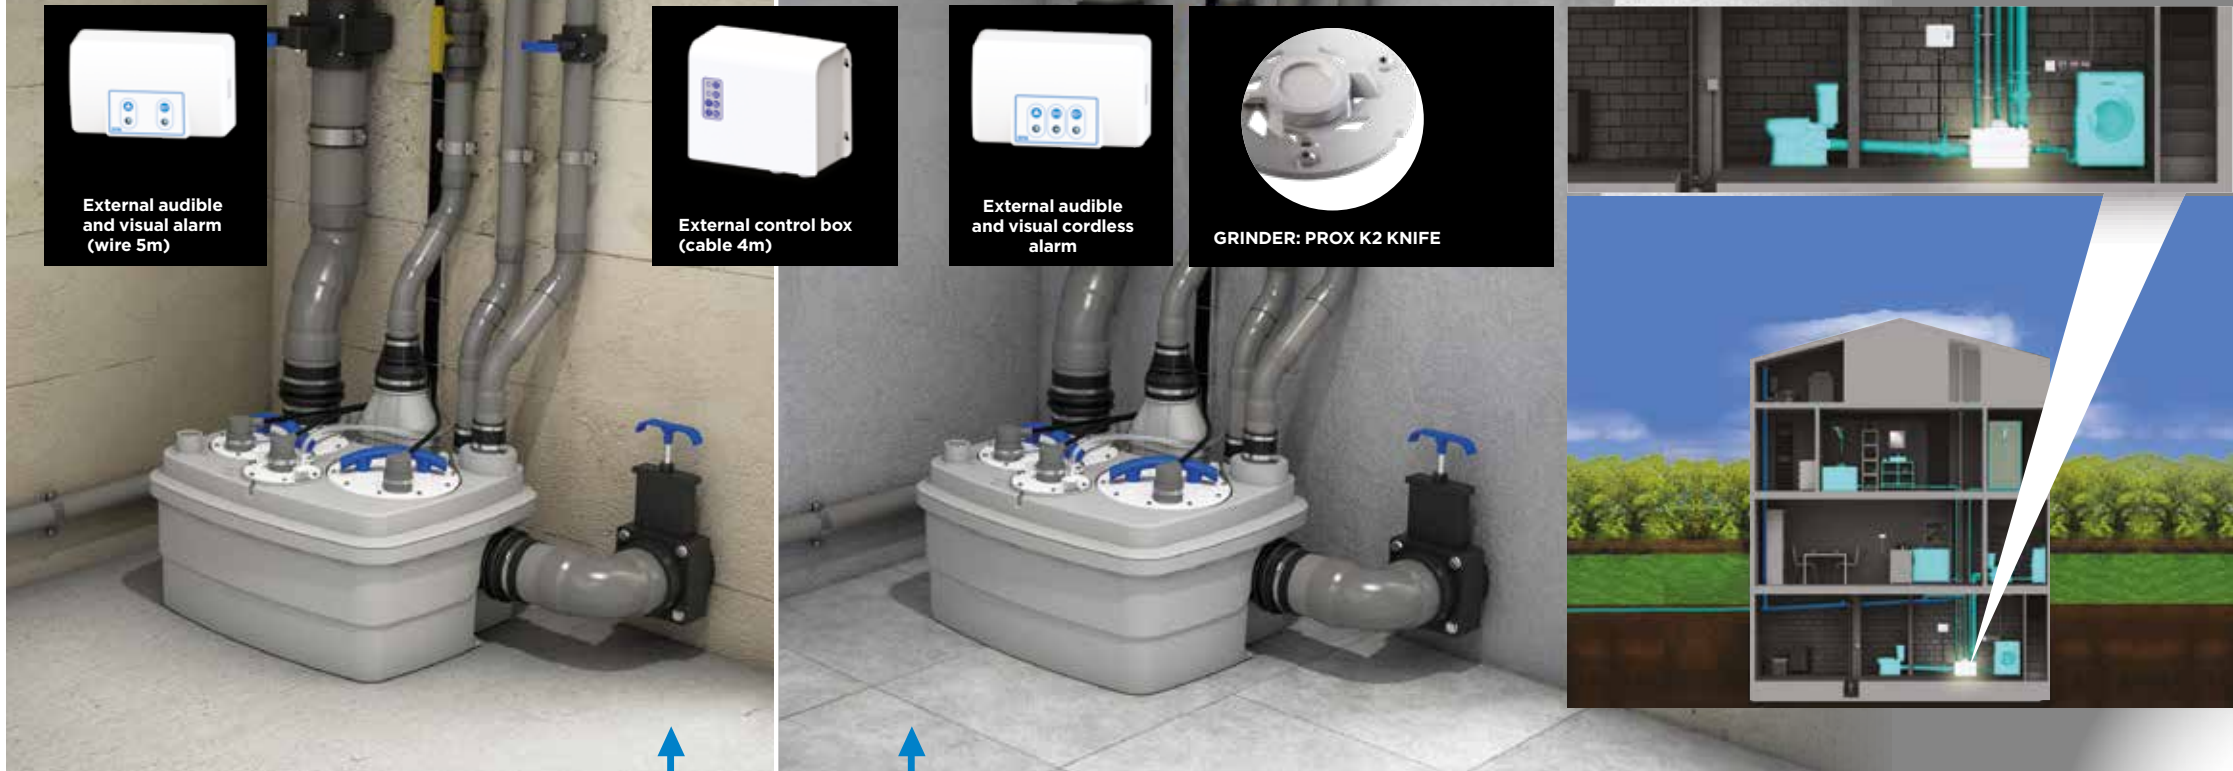 External audible
and visual alarm
(wire 5m)
External control box
(cable 4m)
External audible
and visual cordless
alarm
GRINDER: PROX K2 KNIFE